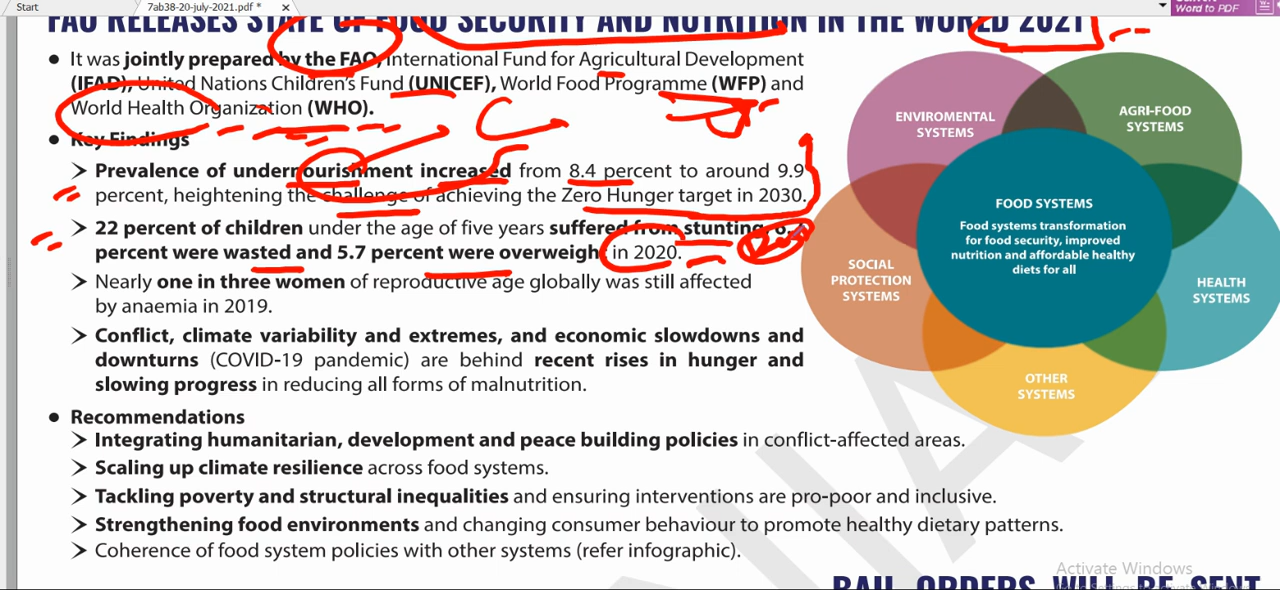 Start
7ab38-20-july-2021.pdf *
Word to PDF
FAO RELEASES STATE OF FOOD SECURITY AND NUTRITION IN THE WORLD 2021
• It was jointly prepared by the FAO, International Fund for Agricultural Development
(IFAD), United Nations Children's Fund (UNICEF), World Food Programme (WFP) and
World Health Organization (WHO).
• Key Findings
➤ Prevalence of undernourishment increased from 8.4 percent to around 9.9
percent, heightening the challenge of achieving the Zero Hunger target in 2030.
➤ 22 percent of children under the age of five years suffered from stunting,
percent were wasted and 5.7 percent were overweight in 2020.
➤ Nearly one in three women of reproductive age globally was still affected
by anaemia in 2019.
➤ Conflict, climate variability and extremes, and economic slowdowns and
downturns (COVID-19 pandemic) are behind recent rises in hunger and
slowing progress in reducing all forms of malnutrition.
• Recommendations
➤ Integrating humanitarian, development and peace building policies in conflict-affected areas.
➤ Scaling up climate resilience across food systems.
➤ Tackling poverty and structural inequalities and ensuring interventions are pro-poor and inclusive.
➤ Strengthening food environments and changing consumer behaviour to promote healthy dietary patterns.
➤ Coherence of food system policies with other systems (refer infographic).
ENVIROMENTAL
SYSTEMS
AGRI-FOOD
SYSTEMS
FOOD SYSTEMS
Food systems transformation
for food security, improved
nutrition and affordable healthy
diets for all
SOCIAL
PROTECTION
SYSTEMS
HEALTH
SYSTEMS
OTHER
SYSTEMS
Activate Windows
RAIL ORDERS WILL BE SENT